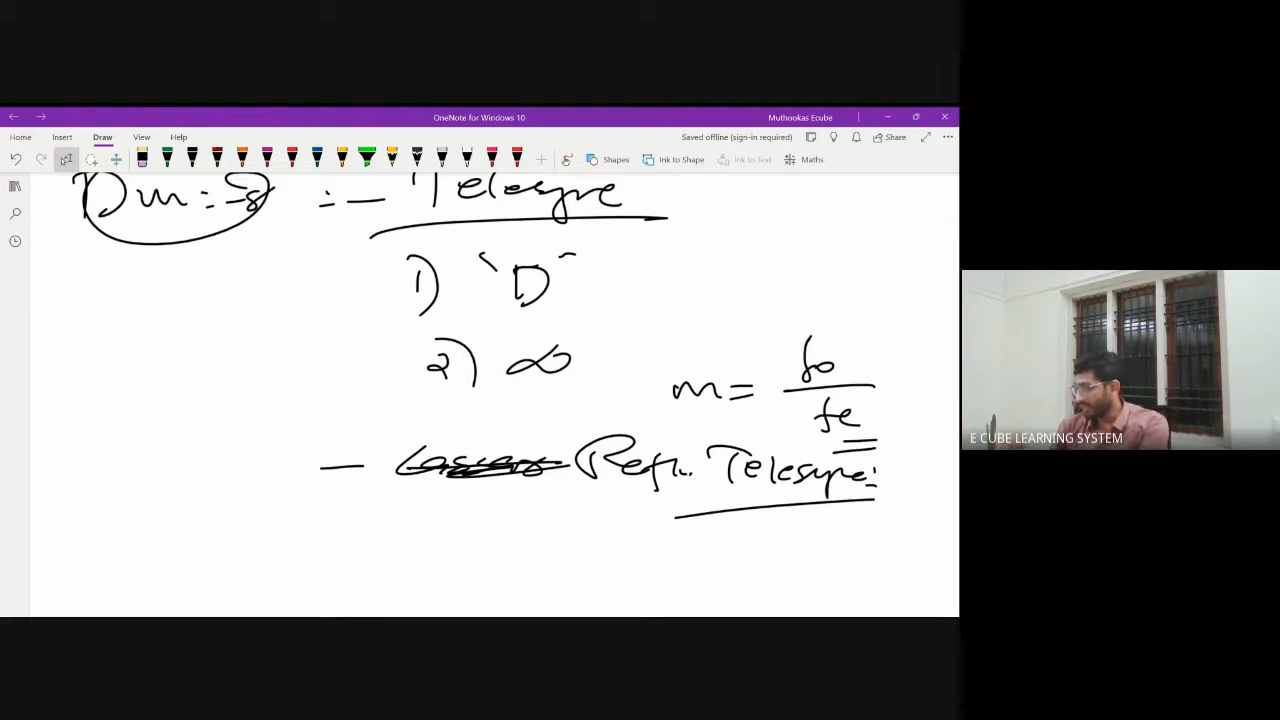 OneNote for Windows 10
Muthookas Ecube
Home Insert Draw View Help
Saved offline (sign-in required)
Share
Shapes
Ink to Shape
Ink to Text
Maths
Telescope
1) "D"
2) ∞
m = fo / fe
— Refl. Telescope:
E CUBE LEARNING SYSTEM